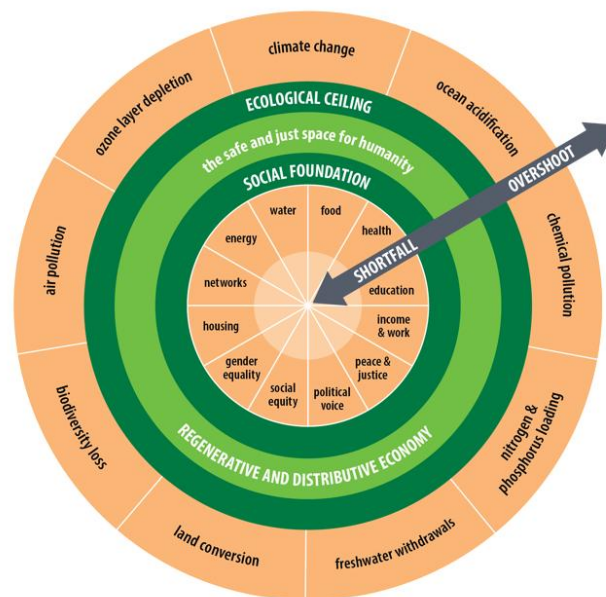 climate change
ocean acidification
chemical pollution
nitrogen &
phosphorus loading
freshwater withdrawals
land conversion
biodiversity loss
air pollution
ozone layer depletion
ECOLOGICAL CEILING
the safe and just space for humanity
SOCIAL FOUNDATION
OVERSHOOT
SHORTFALL
water
food
health
education
income
& work
peace &
justice
political
voice
social
equity
gender
equality
housing
networks
energy
REGENERATIVE AND DISTRIBUTIVE ECONOMY